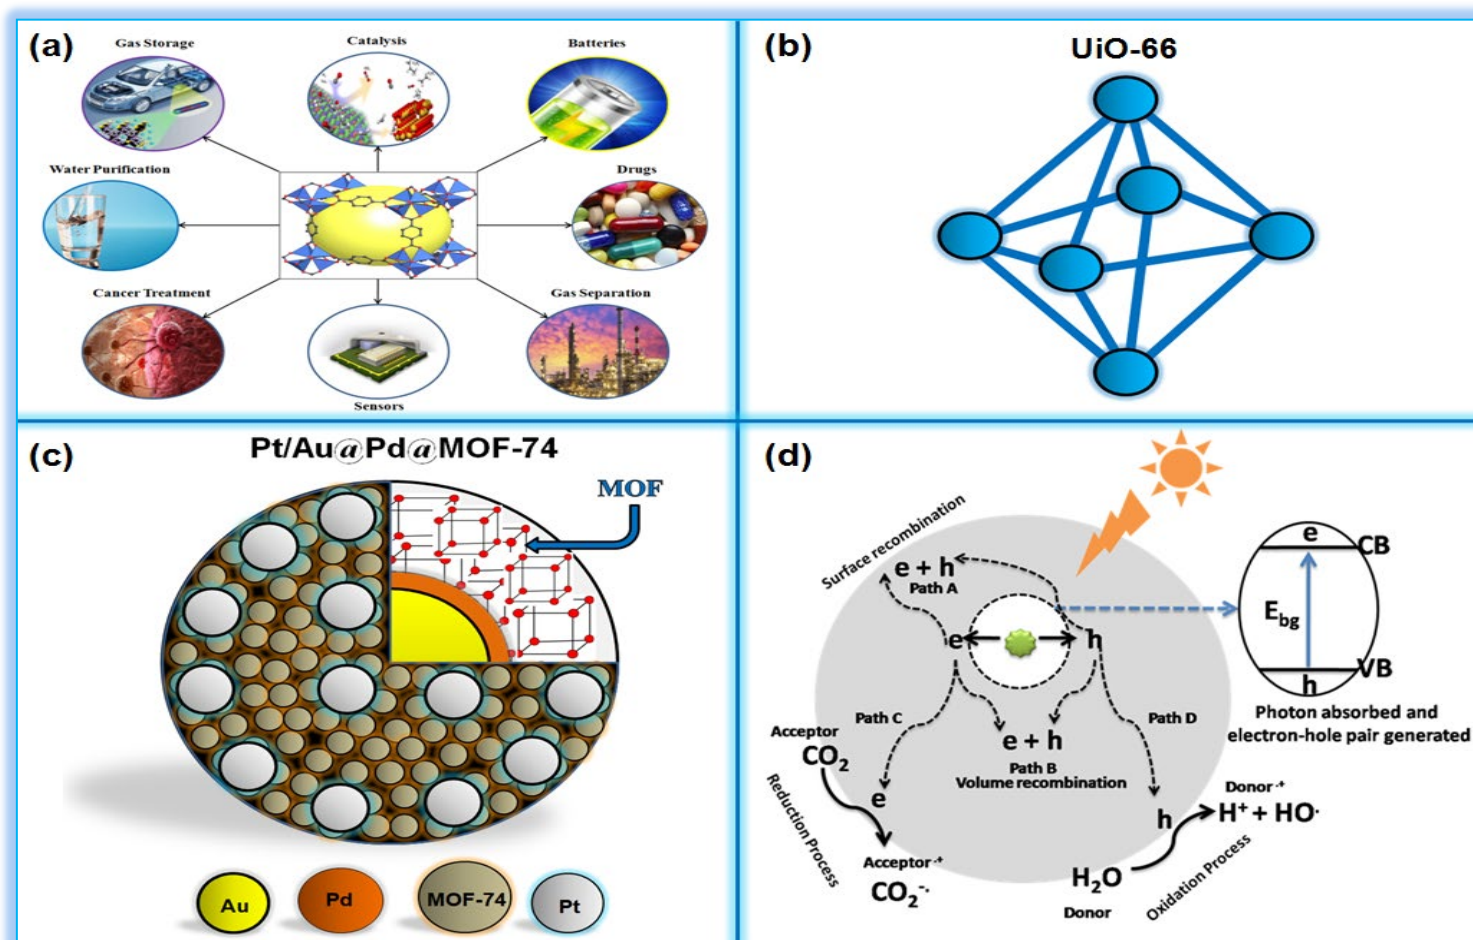 (a)
Gas Storage
Catalysis
Batteries
Water Purification
Drugs
Cancer Treatment
Gas Separation
Sensors
(b)
UiO-66
(c)
Pt/Au@Pd@MOF-74
MOF
Au
Pd
MOF-74
Pt
(d)
Surface recombination
e + h
Path A
e
h
Path C
Path D
e + h
Path B
Volume recombination
Acceptor
CO₂
Reduction Process
e
Acceptor·⁺
CO₂⁻·
h
H₂O
Donor
Oxidation Process
Donor·⁺
H⁺ + HO·
e
CB
E_bg
VB
h
Photon absorbed and
electron-hole pair generated